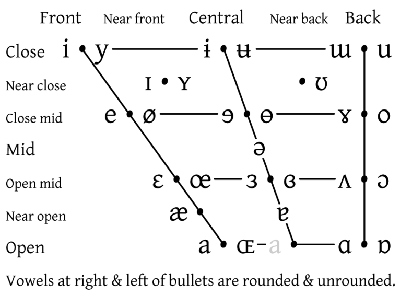 Front Near front Central Near back Back
Close i y ɨ ʉ ɯ u
Near close ɪ ʏ ʊ
Close mid e ø ɘ ɵ ɤ o
Mid ə
Open mid ɛ œ ɜ ɞ ʌ ɔ
Near open æ ɐ
Open a ɶ a ɑ ɒ
Vowels at right & left of bullets are rounded & unrounded.